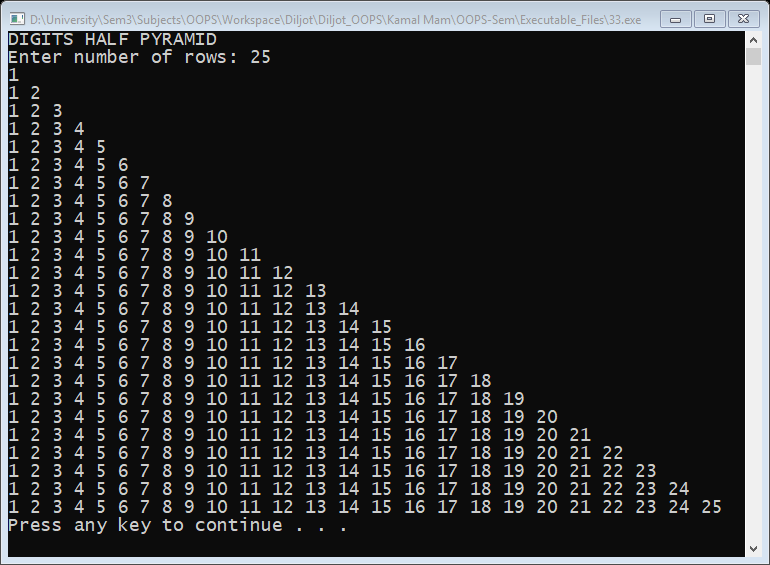 D:\University\Sem3\Subjects\OOPS\Workspace\Diljot\Diljot_OOPS\Kamal Mam\OOPS-Sem\Executable_Files\33.exe
DIGITS HALF PYRAMID
Enter number of rows: 25
1
1 2
1 2 3
1 2 3 4
1 2 3 4 5
1 2 3 4 5 6
1 2 3 4 5 6 7
1 2 3 4 5 6 7 8
1 2 3 4 5 6 7 8 9
1 2 3 4 5 6 7 8 9 10
1 2 3 4 5 6 7 8 9 10 11
1 2 3 4 5 6 7 8 9 10 11 12
1 2 3 4 5 6 7 8 9 10 11 12 13
1 2 3 4 5 6 7 8 9 10 11 12 13 14
1 2 3 4 5 6 7 8 9 10 11 12 13 14 15
1 2 3 4 5 6 7 8 9 10 11 12 13 14 15 16
1 2 3 4 5 6 7 8 9 10 11 12 13 14 15 16 17
1 2 3 4 5 6 7 8 9 10 11 12 13 14 15 16 17 18
1 2 3 4 5 6 7 8 9 10 11 12 13 14 15 16 17 18 19
1 2 3 4 5 6 7 8 9 10 11 12 13 14 15 16 17 18 19 20
1 2 3 4 5 6 7 8 9 10 11 12 13 14 15 16 17 18 19 20 21
1 2 3 4 5 6 7 8 9 10 11 12 13 14 15 16 17 18 19 20 21 22
1 2 3 4 5 6 7 8 9 10 11 12 13 14 15 16 17 18 19 20 21 22 23
1 2 3 4 5 6 7 8 9 10 11 12 13 14 15 16 17 18 19 20 21 22 23 24
1 2 3 4 5 6 7 8 9 10 11 12 13 14 15 16 17 18 19 20 21 22 23 24 25
Press any key to continue . . .